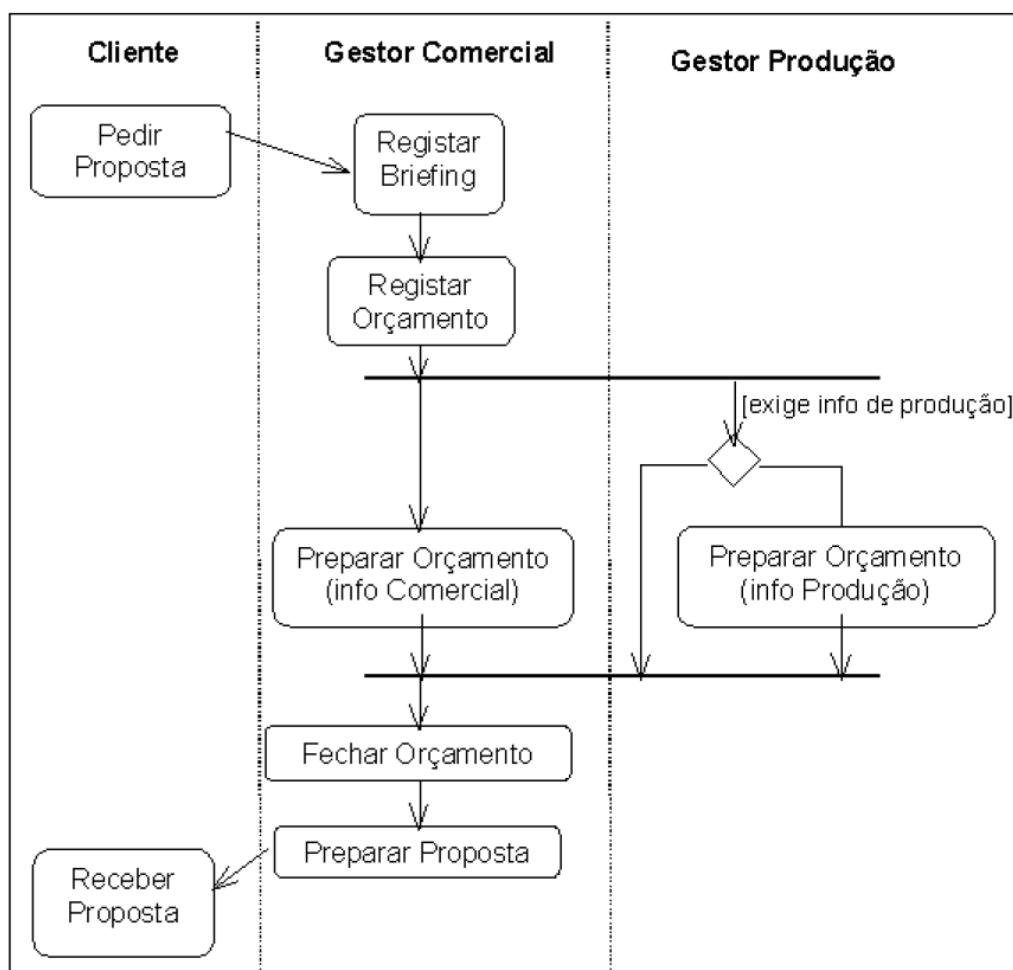 Cliente
Gestor Comercial
Gestor Produção
Pedir
Proposta
Registar
Briefing
Registar
Orçamento
[exige info de produção]
Preparar Orçamento
(info Comercial)
Preparar Orçamento
(info Produção)
Fechar Orçamento
Preparar Proposta
Receber
Proposta